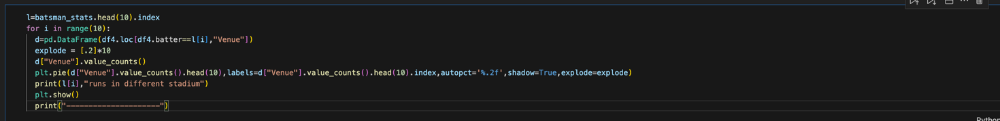 l=batsman_stats.head(10).index
for i in range(10):
  d=pd.DataFrame(df4.loc[df4.batter==l[i],"Venue"])
  explode = [.2]*10
  d["Venue"].value_counts()
  plt.pie(d["Venue"].value_counts().head(10),labels=d["Venue"].value_counts().head(10).index,autopct='%.2f',shadow=True,explode=explode)
  print(l[i],"runs in different stadium")
  plt.show()
  print("---------------------")
Python